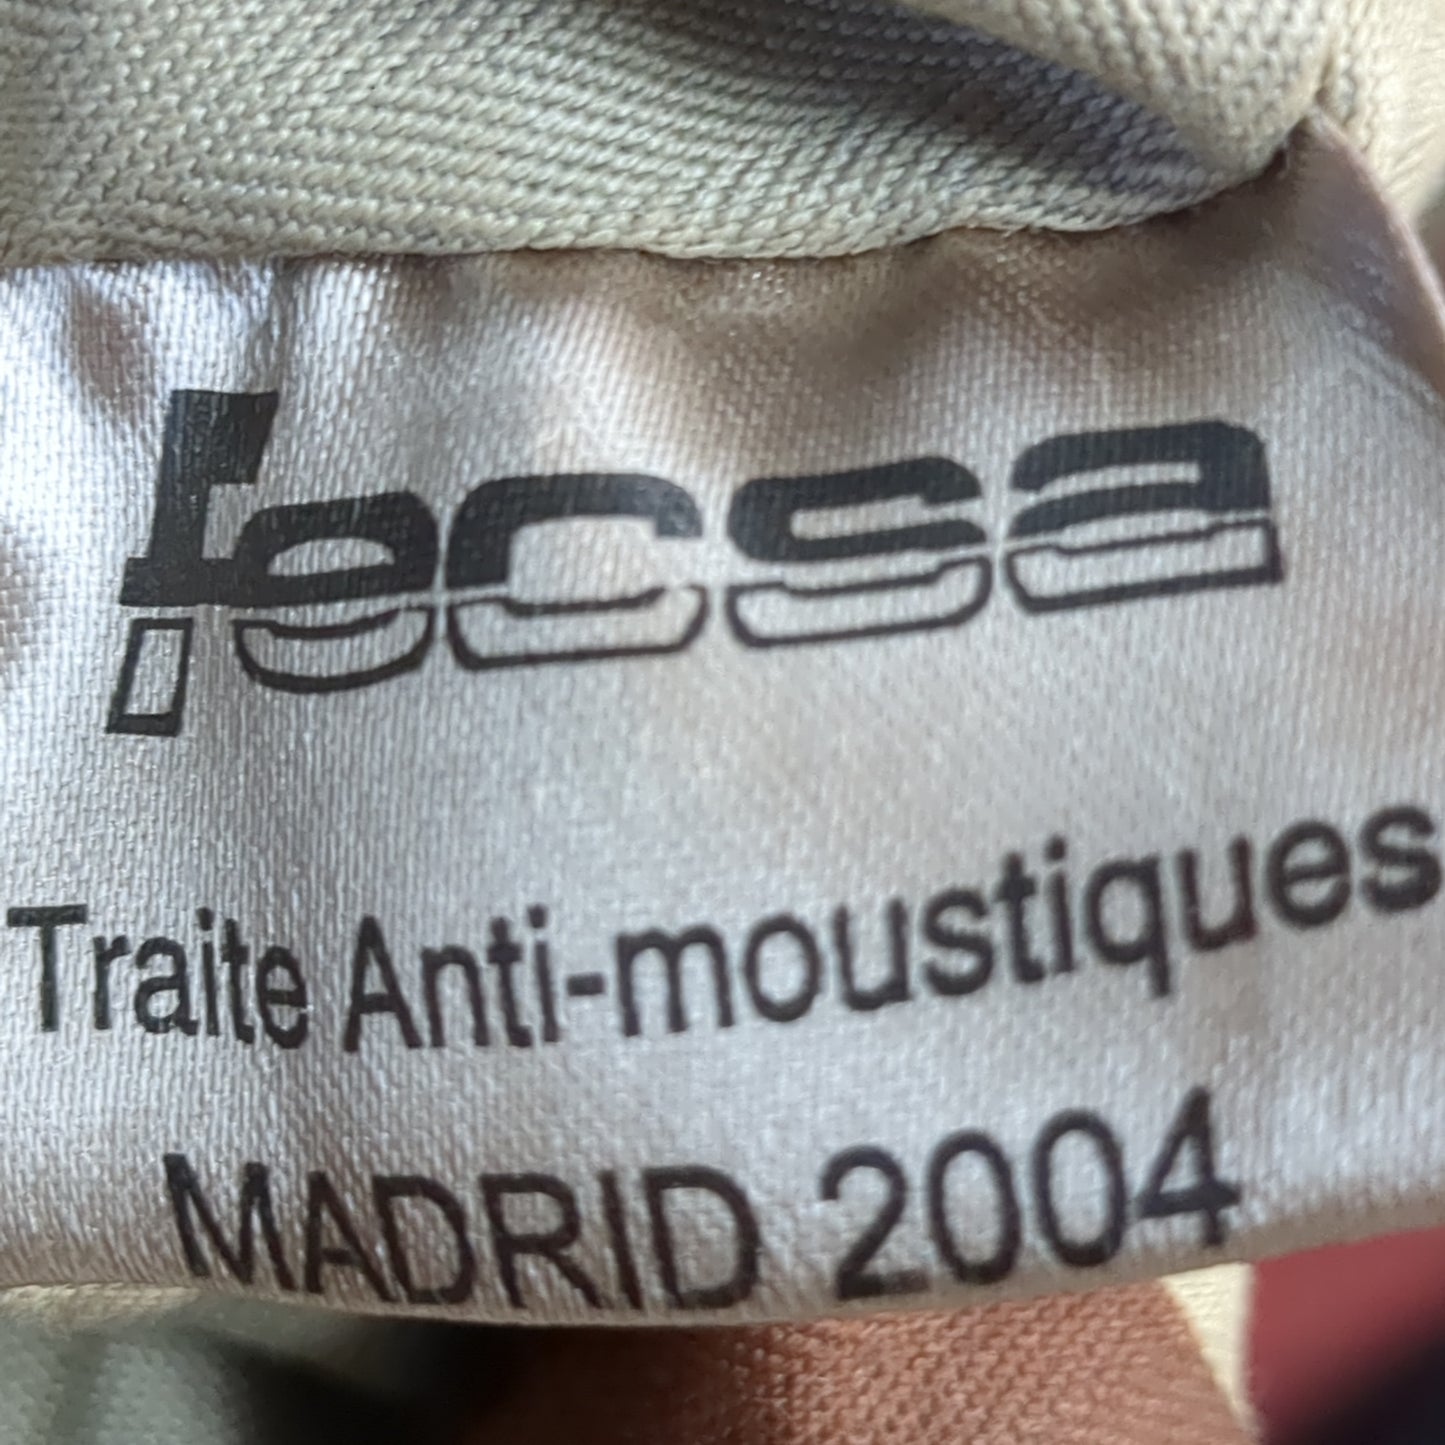 tecsa
Traite Anti-moustiques
MADRID 2004